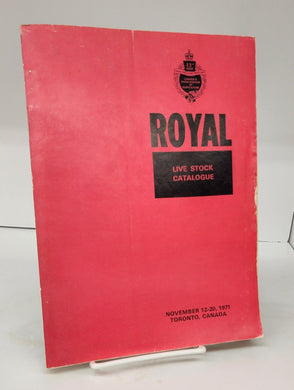 ROYAL
LIVE STOCK
CATALOGUE
NOVEMBER 12-20, 1971
TORONTO, CANADA